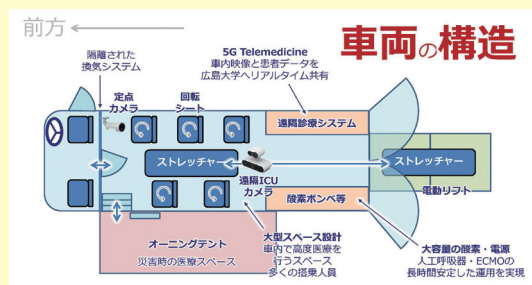 前方
車両の構造
隔離された
換気システム
5G Telemedicine
車内映像と患者データを
広島大学へリアルタイム共有
定点
カメラ
回転
シート
遠隔診療システム
ストレッチャー
ストレッチャー
遠隔ICU
カメラ
酸素ボンベ等
電動リフト
オーニングテント
災害時の医療スペース
大型スペース設計
車内で高度医療を
行うスペース
多くの搭乗人員
大容量の酸素・電源
人工呼吸器・ECMOの
長時間安定した運用を実現